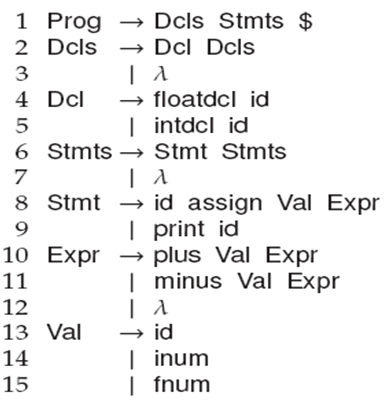 1 Prog → Dcls Stmts $
2 Dcls → Dcl Dcls
3 | λ
4 Dcl → floatdcl id
5 | intdcl id
6 Stmts → Stmt Stmts
7 | λ
8 Stmt → id assign Val Expr
9 | print id
10 Expr → plus Val Expr
11 | minus Val Expr
12 | λ
13 Val → id
14 | inum
15 | fnum